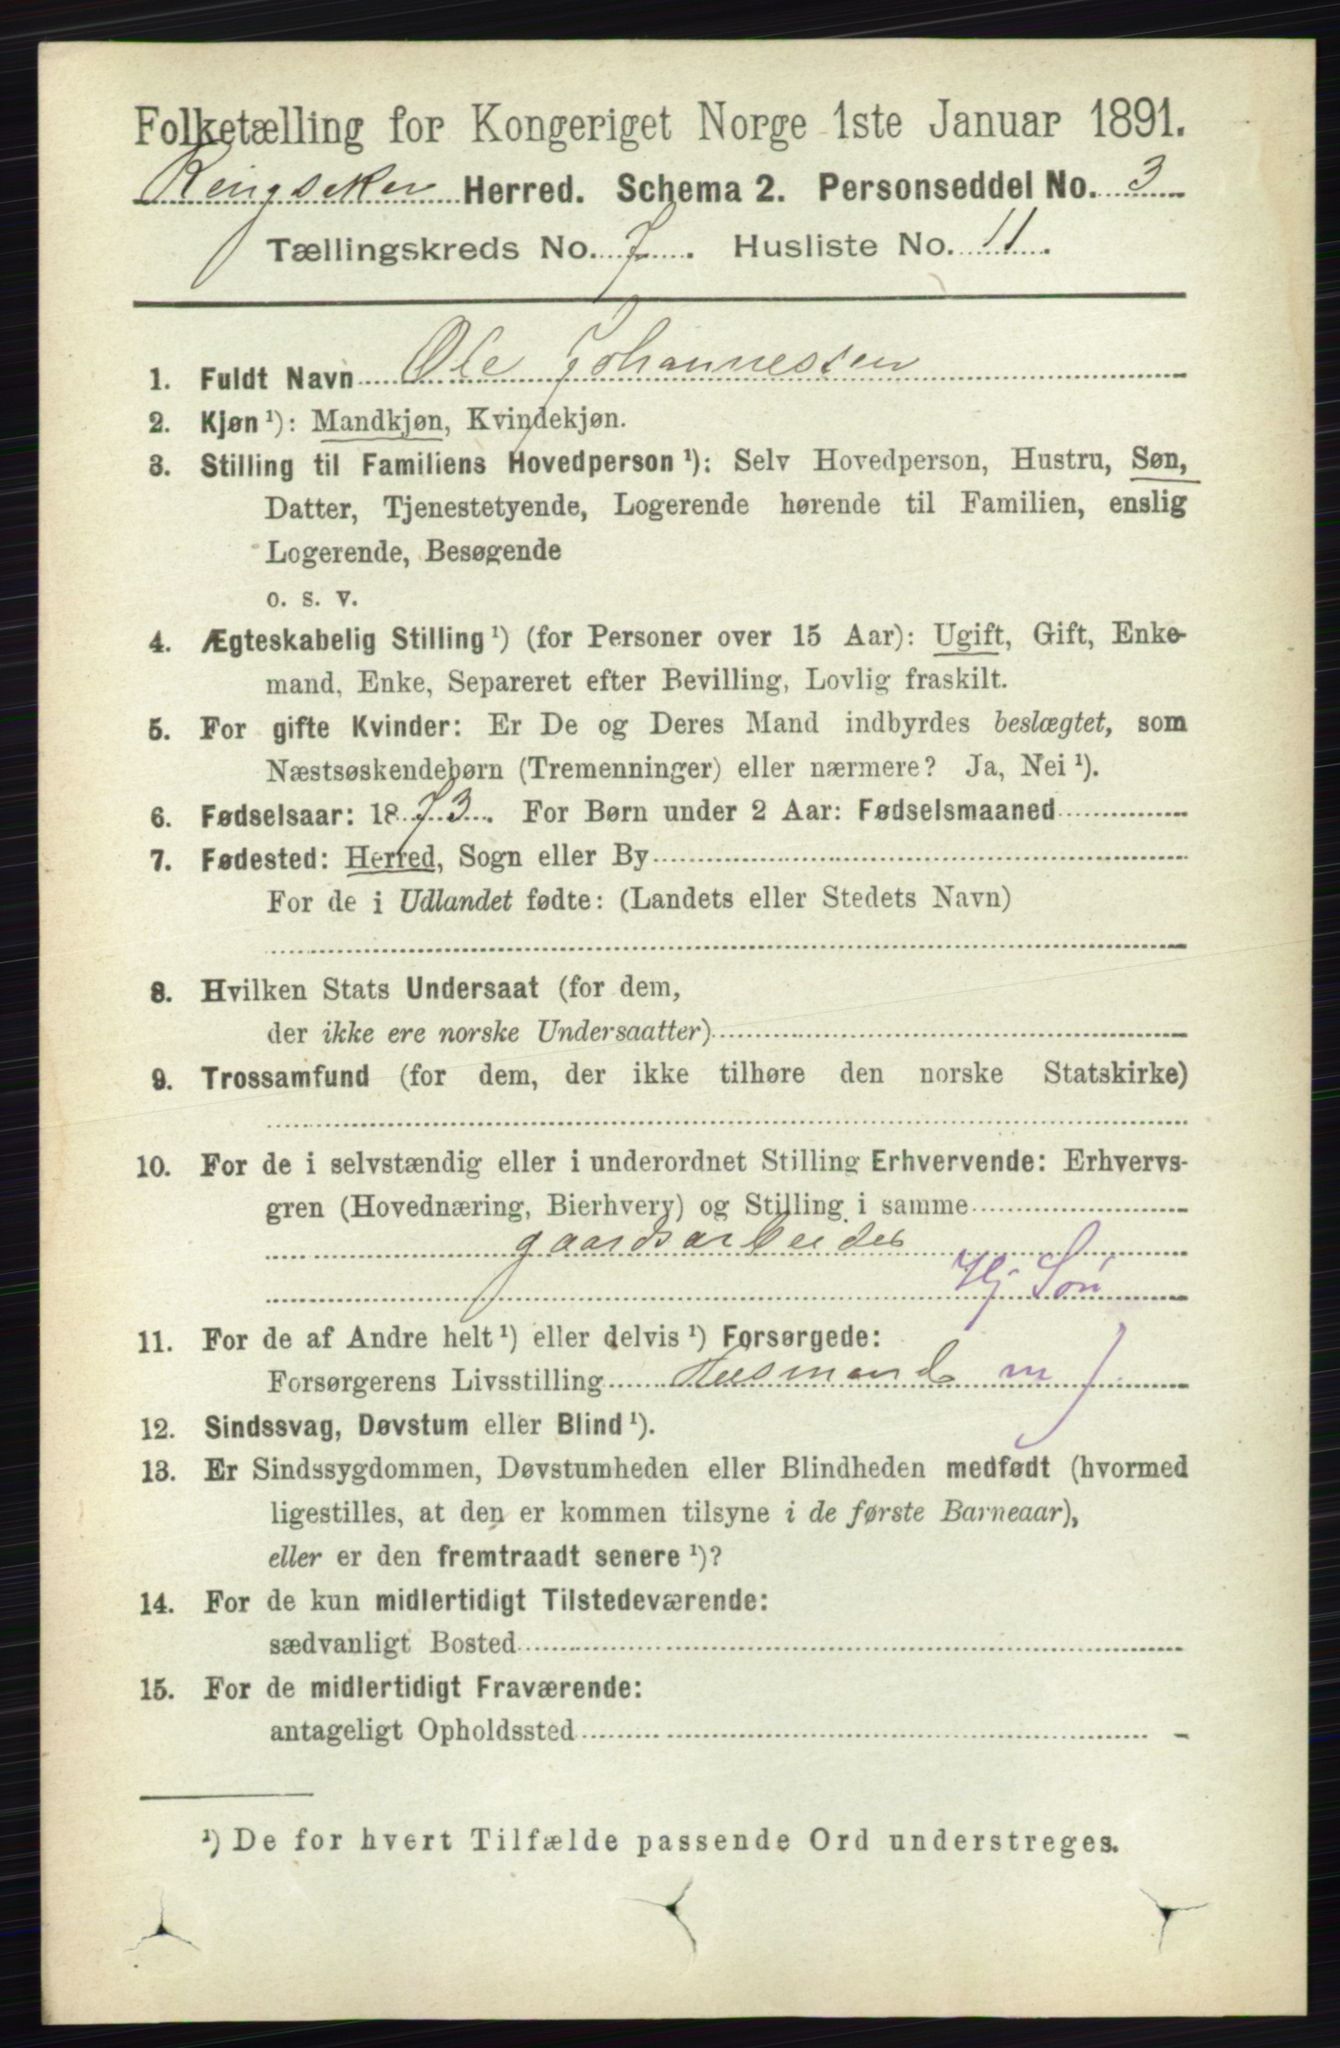 Folketælling for Kongeriget Norge 1ste Januar 1891.
Ringsaker Herred. Schema 2. Personseddel No. 3
Tællingskreds No. 7. Husliste No. 11.
1. Fuldt Navn Ole Johannessen
2. Kjøn ¹): Mandkjøn, Kvindekjøn.
3. Stilling til Familiens Hovedperson ¹): Selv Hovedperson, Hustru, Søn,
Datter, Tjenestetyende, Logerende hørende til Familien, enslig
Logerende, Besøgende
o. s. v.
4. Ægteskabelig Stilling ¹) (for Personer over 15 Aar): Ugift, Gift, Enke-
mand, Enke, Separeret efter Bevilling, Lovlig fraskilt.
5. For gifte Kvinder: Er De og Deres Mand indbyrdes beslægtet, som
Næstsøskendebørn (Tremenninger) eller nærmere? Ja, Nei ¹).
6. Fødselsaar: 1873. For Børn under 2 Aar: Fødselsmaaned
7. Fødested: Herred, Sogn eller By
For de i Udlandet fødte: (Landets eller Stedets Navn)
8. Hvilken Stats Undersaat (for dem,
der ikke ere norske Undersaatter)
9. Trossamfund (for dem, der ikke tilhøre den norske Statskirke)
10. For de i selvstændig eller i underordnet Stilling Erhvervende: Erhvervs-
gren (Hovednæring, Bierhverv) og Stilling i samme
gaardsarbeider
Hj Søn
11. For de af Andre helt ¹) eller delvis ¹) Forsørgede:
Forsørgerens Livsstilling Husmand m J
12. Sindssvag, Døvstum eller Blind ¹).
13. Er Sindssygdommen, Døvstumheden eller Blindheden medfødt (hvormed
ligestilles, at den er kommen tilsyne i de første Barneaar),
eller er den fremtraadt senere ¹)?
14. For de kun midlertidigt Tilstedeværende:
sædvanligt Bosted
15. For de midlertidigt Fraværende:
antageligt Opholdssted
¹) De for hvert Tilfælde passende Ord understreges.